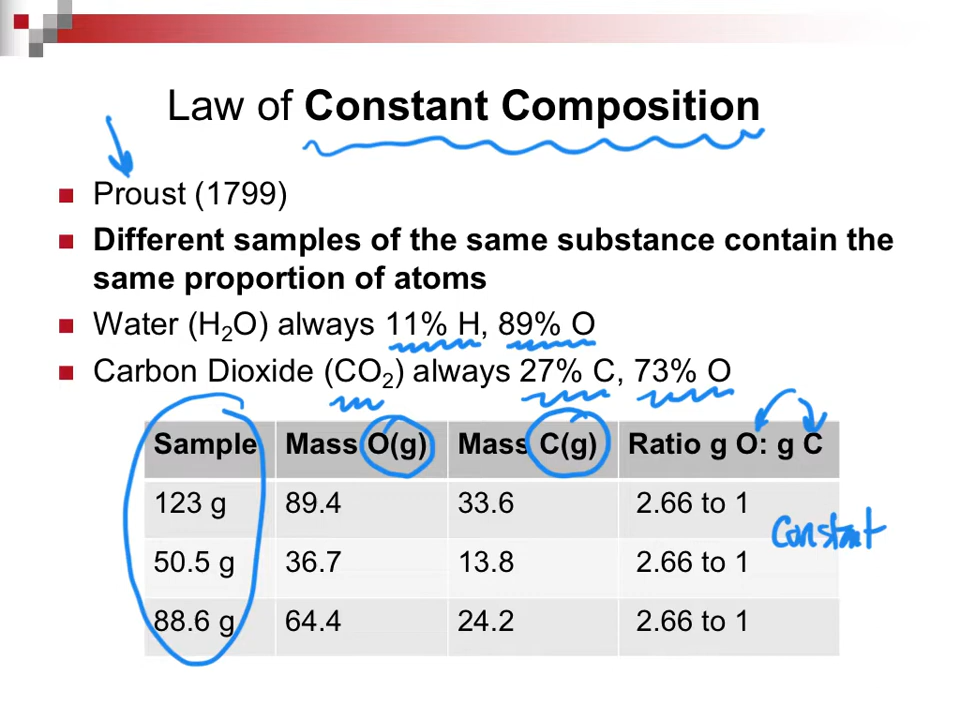 Law of Constant Composition
Proust (1799)
Different samples of the same substance contain the
same proportion of atoms
Water (H₂O) always 11% H, 89% O
Carbon Dioxide (CO₂) always 27% C, 73% O
Sample Mass O(g) Mass C(g) Ratio g O: g C
123 g 89.4 33.6 2.66 to 1
constant
50.5 g 36.7 13.8 2.66 to 1
88.6 g 64.4 24.2 2.66 to 1